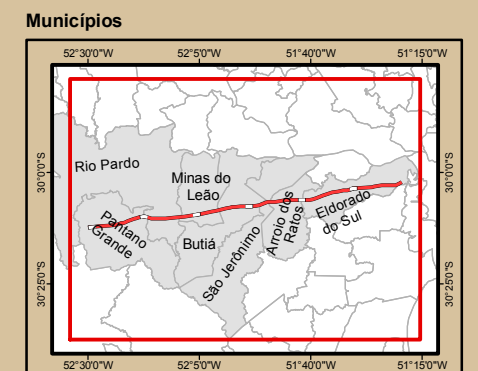 Municípios
52°30'0"W 52°5'0"W 51°40'0"W 51°15'0"W
30°0'0"S
30°0'0"S
Rio Pardo
Minas do
Leão
Pantano
Grande
Butiá
São Jerônimo
Arroio dos
Ratos
Eldorado
do Sul
30°25'0"S
30°25'0"S
52°30'0"W 52°5'0"W 51°40'0"W 51°15'0"W